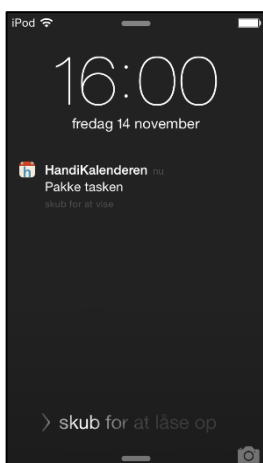 iPod
16:00
fredag 14 november
HandiKalenderen nu
Pakke tasken
skub for at vise
skub for at låse op